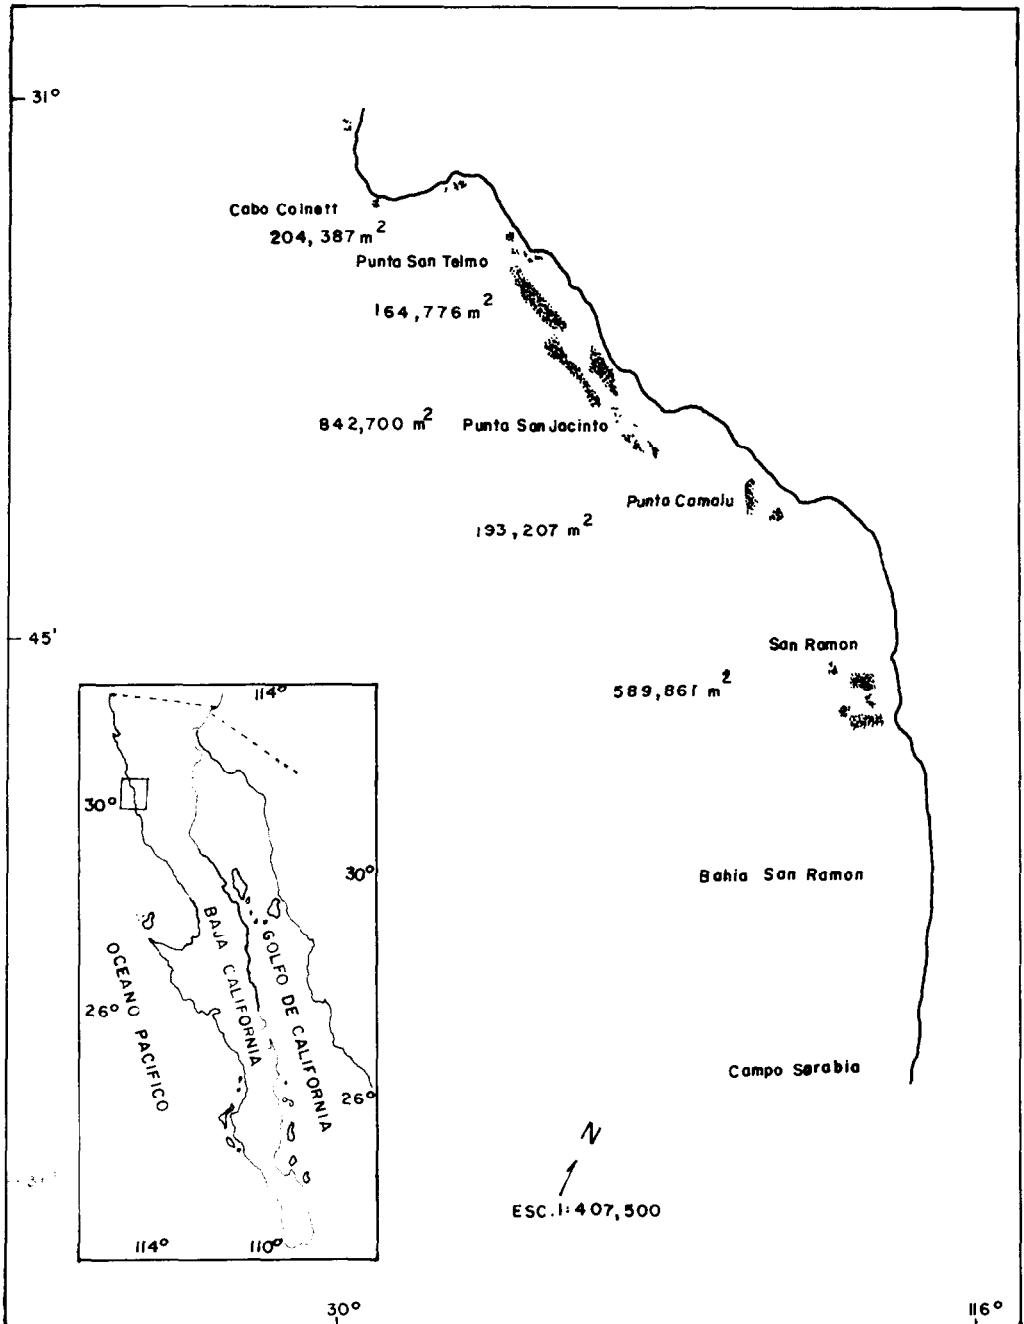 31°
Cabo Colnett
204,387 m²
Punta San Telmo
164,776 m²
842,700 m²
Punta San Jacinto
Punta Camalu
193,207 m²
45'
San Ramon
589,861 m²
114°
30°
30°
BAJA CALIFORNIA
GOLFO DE CALIFORNIA
OCEANO PACIFICO
26°
26°
114°
110°
Bahia San Ramon
Campo Sarabia
N
ESC. 1:407,500
30°
116°